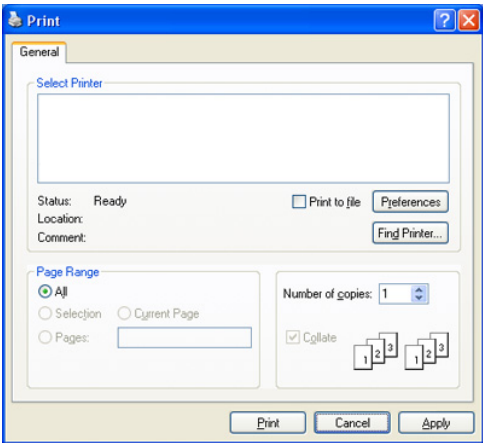 Print
General
Select Printer
Status: Ready
Print to file
Preferences
Location:
Comment:
Find Printer...
Page Range
All
Selection
Current Page
Pages:
Number of copies: 1
Collate
1 2 3 1 2 3
Print
Cancel
Apply